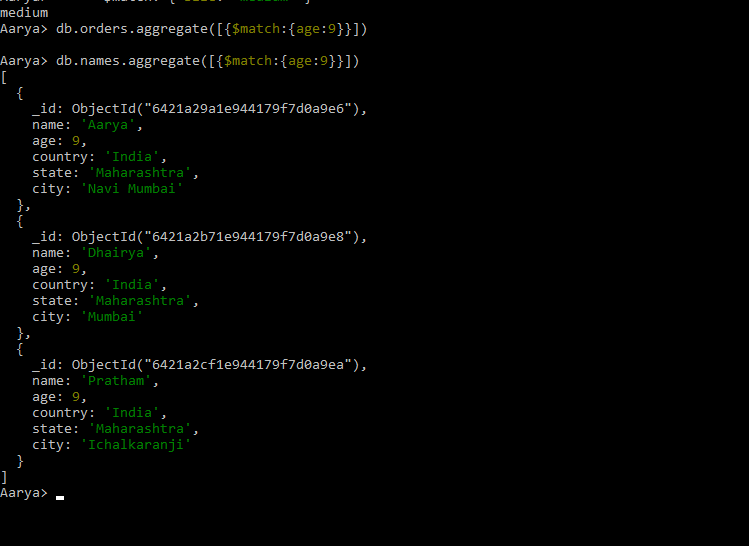 medium
Aarya> db.orders.aggregate([{$match:{age:9}}])
Aarya> db.names.aggregate([{$match:{age:9}}])
[
{
_id: ObjectId("6421a29a1e944179f7d0a9e6"),
name: 'Aarya',
age: 9,
country: 'India',
state: 'Maharashtra',
city: 'Navi Mumbai'
},
{
_id: ObjectId("6421a2b71e944179f7d0a9e8"),
name: 'Dhairya',
age: 9,
country: 'India',
state: 'Maharashtra',
city: 'Mumbai'
},
{
_id: ObjectId("6421a2cf1e944179f7d0a9ea"),
name: 'Pratham',
age: 9,
country: 'India',
state: 'Maharashtra',
city: 'Ichalkaranji'
}
]
Aarya>